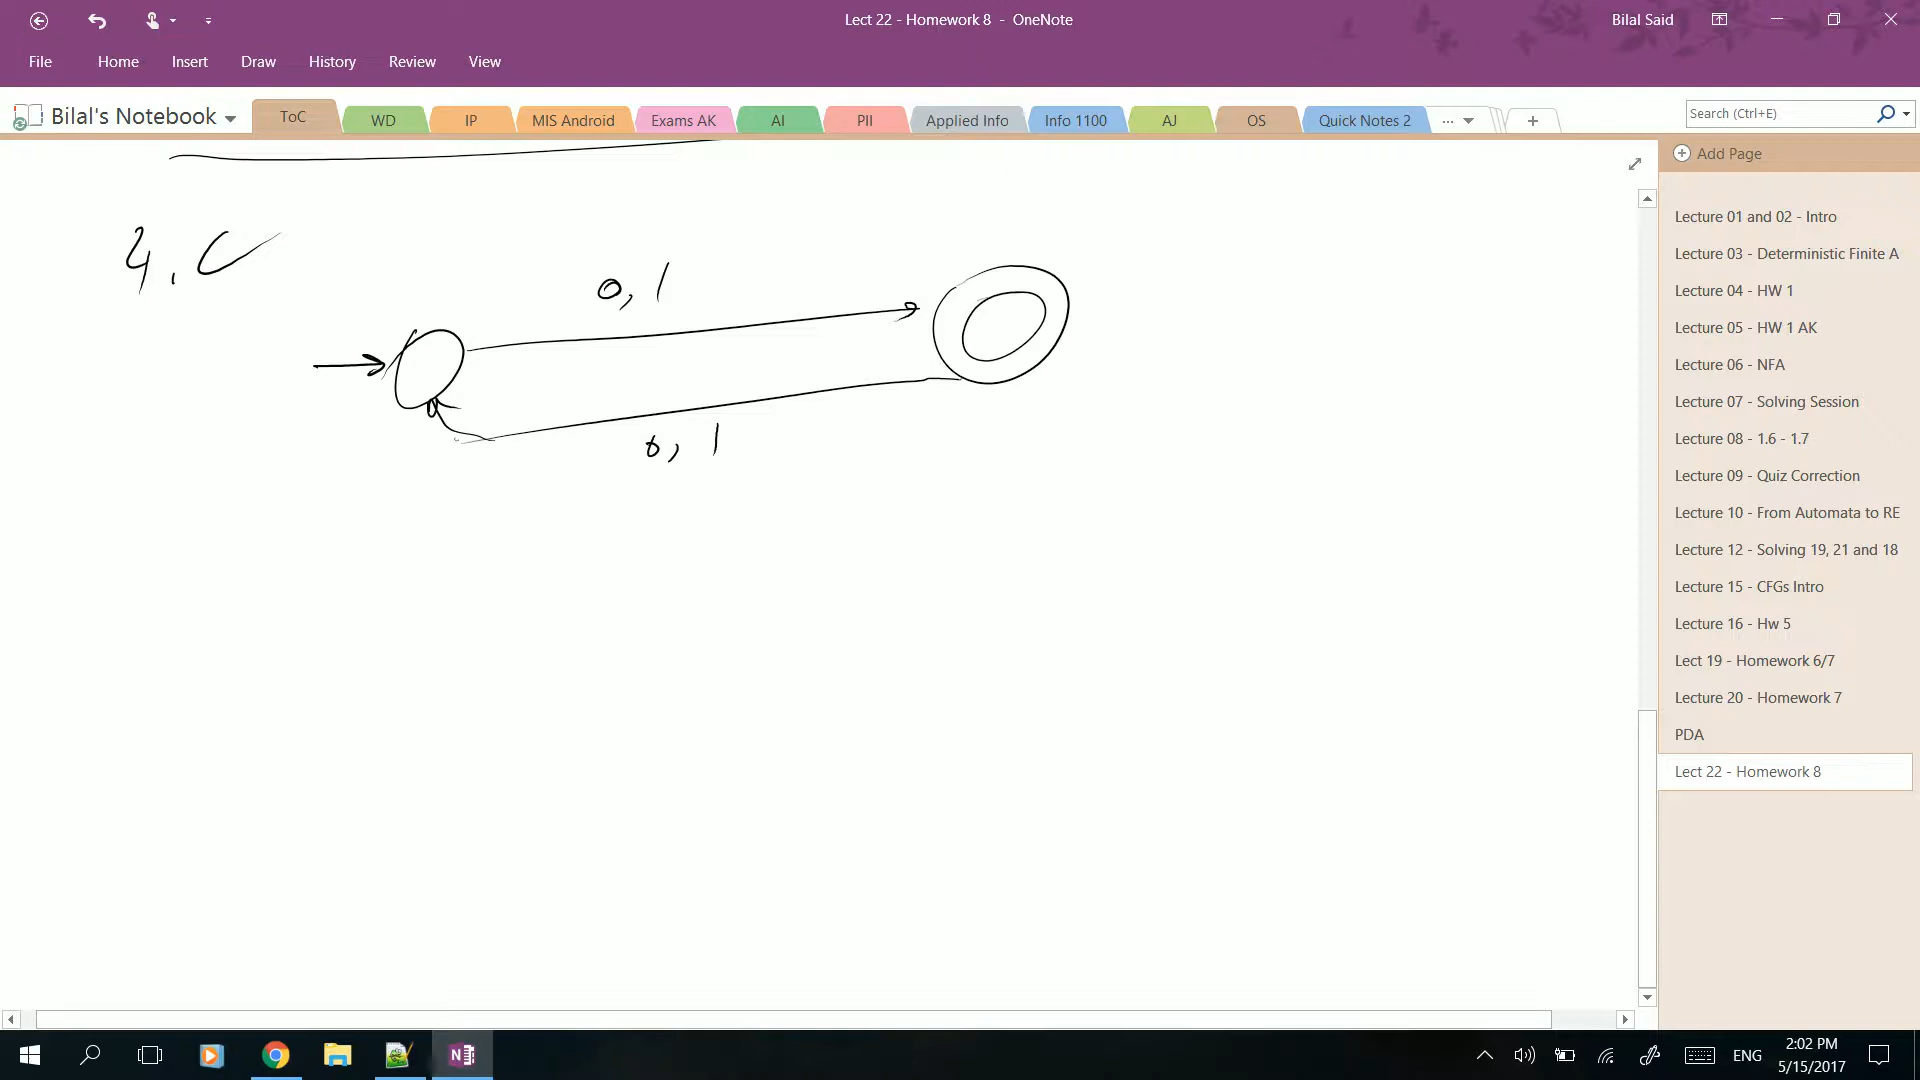 Lect 22 - Homework 8 - OneNote
Bilal Said
File Home Insert Draw History Review View
Bilal's Notebook
ToC WD IP MIS Android Exams AK AI PII Applied Info Info 1100 AJ OS Quick Notes 2 ...
Search (Ctrl+E)
Add Page
Lecture 01 and 02 - Intro
Lecture 03 - Deterministic Finite A
Lecture 04 - HW 1
Lecture 05 - HW 1 AK
Lecture 06 - NFA
Lecture 07 - Solving Session
Lecture 08 - 1.6 - 1.7
Lecture 09 - Quiz Correction
Lecture 10 - From Automata to RE
Lecture 12 - Solving 19, 21 and 18
Lecture 15 - CFGs Intro
Lecture 16 - Hw 5
Lect 19 - Homework 6/7
Lecture 20 - Homework 7
PDA
Lect 22 - Homework 8
4. C
0, 1
0, 1
ENG
2:02 PM
5/15/2017